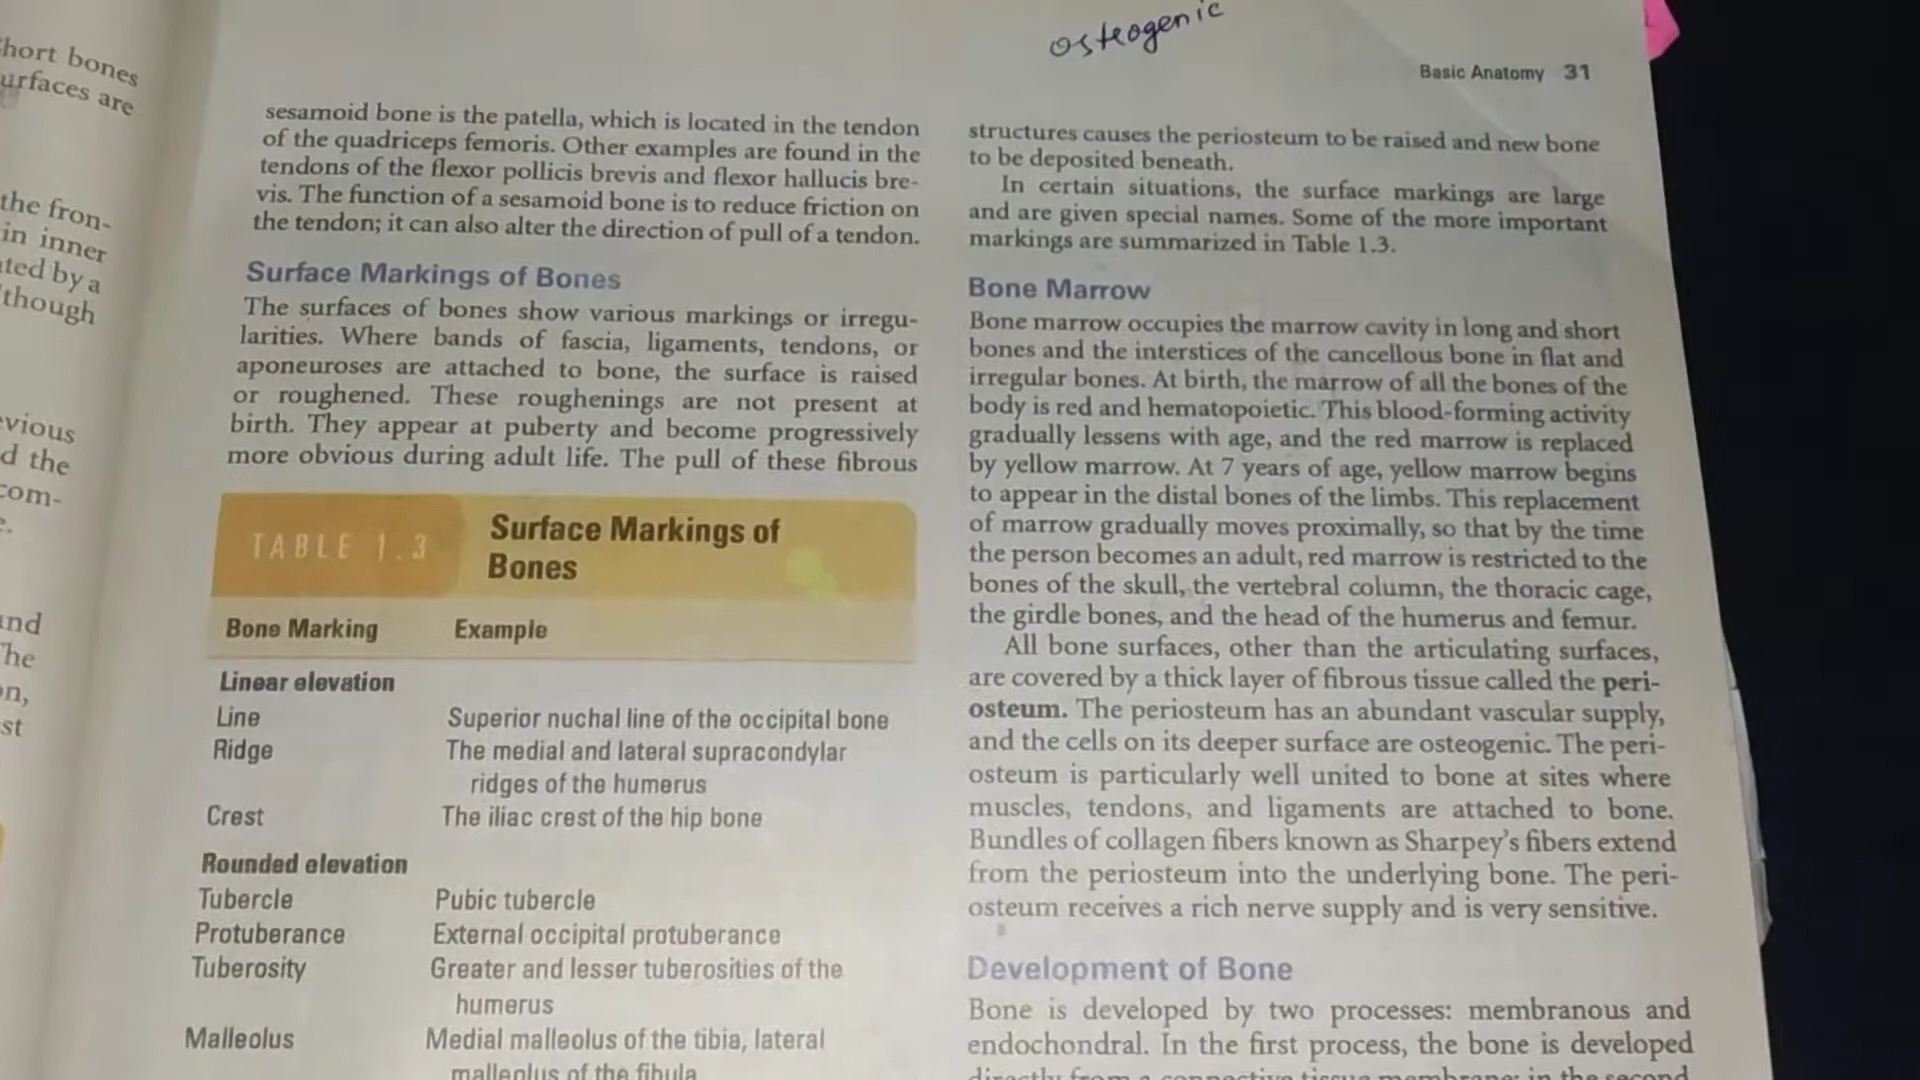 hort bones
urfaces are
the fron-
in inner
ated by a
though
evious
d the
com-
and
The
on,
st
osteogenic
Basic Anatomy 31
sesamoid bone is the patella, which is located in the tendon
of the quadriceps femoris. Other examples are found in the
tendons of the flexor pollicis brevis and flexor hallucis bre-
vis. The function of a sesamoid bone is to reduce friction on
the tendon; it can also alter the direction of pull of a tendon.
Surface Markings of Bones
The surfaces of bones show various markings or irregu-
larities. Where bands of fascia, ligaments, tendons, or
aponeuroses are attached to bone, the surface is raised
or roughened. These roughenings are not present at
birth. They appear at puberty and become progressively
more obvious during adult life. The pull of these fibrous
TABLE 1.3
Surface Markings of
Bones
Bone Marking Example
Linear elevation
Line Superior nuchal line of the occipital bone
Ridge The medial and lateral supracondylar
ridges of the humerus
Crest The iliac crest of the hip bone
Rounded elevation
Tubercle Pubic tubercle
Protuberance External occipital protuberance
Tuberosity Greater and lesser tuberosities of the
humerus
Malleolus Medial malleolus of the tibia, lateral
malleolus of the fibula
structures causes the periosteum to be raised and new bone
to be deposited beneath.
In certain situations, the surface markings are large
and are given special names. Some of the more important
markings are summarized in Table 1.3.
Bone Marrow
Bone marrow occupies the marrow cavity in long and short
bones and the interstices of the cancellous bone in flat and
irregular bones. At birth, the marrow of all the bones of the
body is red and hematopoietic. This blood-forming activity
gradually lessens with age, and the red marrow is replaced
by yellow marrow. At 7 years of age, yellow marrow begins
to appear in the distal bones of the limbs. This replacement
of marrow gradually moves proximally, so that by the time
the person becomes an adult, red marrow is restricted to the
bones of the skull, the vertebral column, the thoracic cage,
the girdle bones, and the head of the humerus and femur.
All bone surfaces, other than the articulating surfaces,
are covered by a thick layer of fibrous tissue called the peri-
osteum. The periosteum has an abundant vascular supply,
and the cells on its deeper surface are osteogenic. The peri-
osteum is particularly well united to bone at sites where
muscles, tendons, and ligaments are attached to bone.
Bundles of collagen fibers known as Sharpey's fibers extend
from the periosteum into the underlying bone. The peri-
osteum receives a rich nerve supply and is very sensitive.
Development of Bone
Bone is developed by two processes: membranous and
endochondral. In the first process, the bone is developed
directly from a connective tissue membrane; in the second